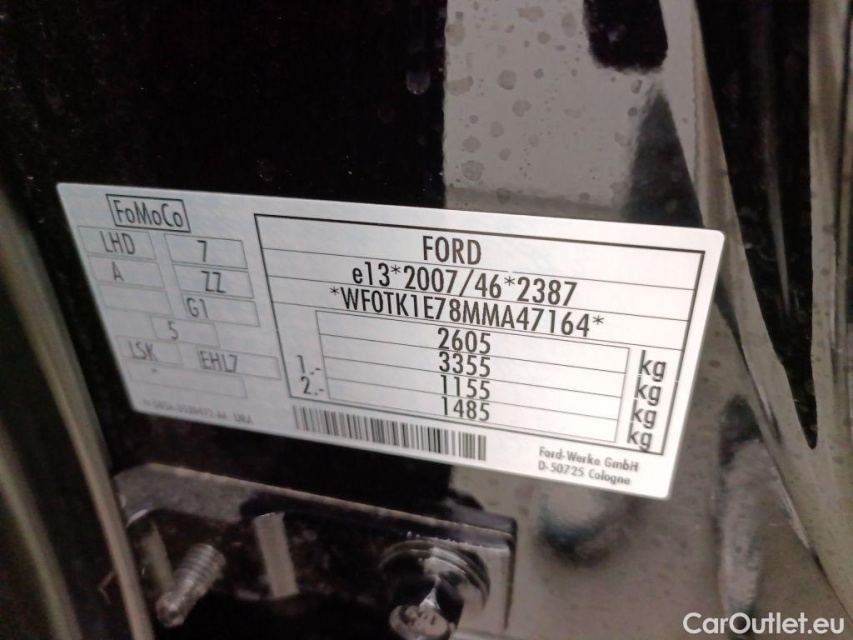 FoMoCo
LHD 7
A ZZ
G1
5
LSK EHL7
FORD
e13*2007/46*2387
*WF0TK1E78MMA47164*
2605 kg
3355 kg
1.- 1155 kg
2.- 1485 kg
Ford-Werke GmbH
D-50725 Cologne
CarOutlet.eu